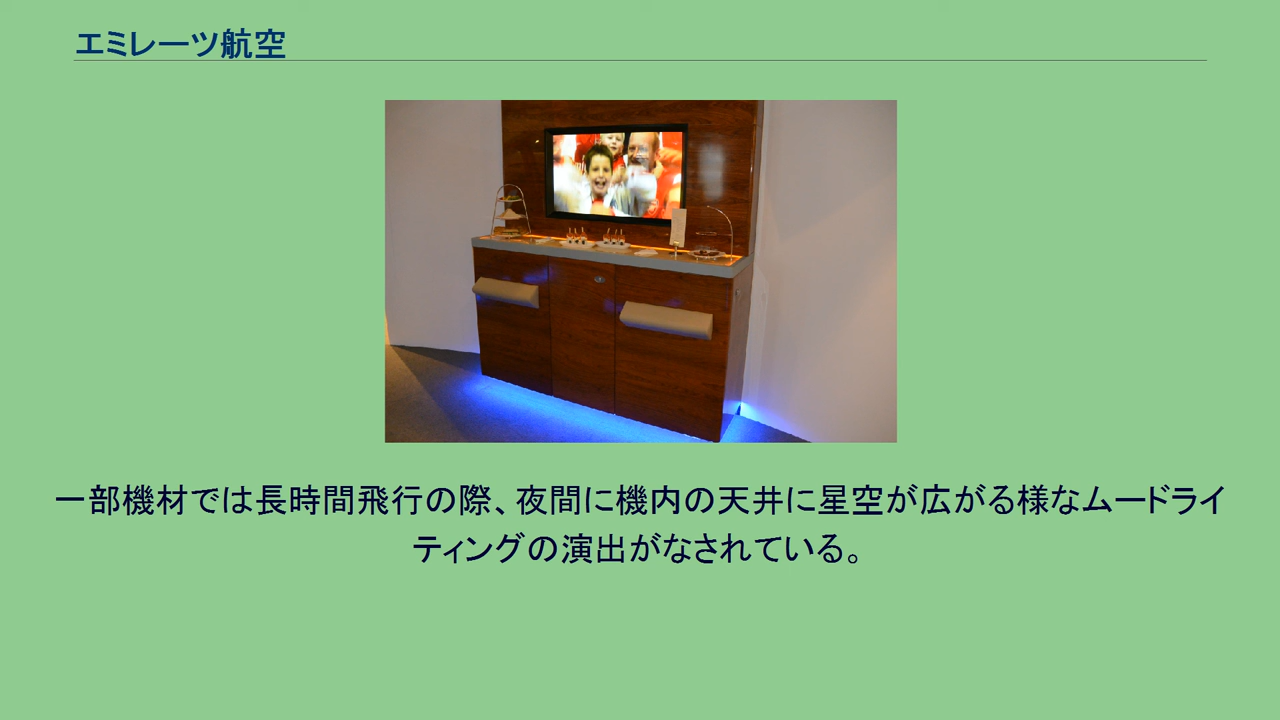 エミレーツ航空
一部機材では長時間飛行の際、夜間に機内の天井に星空が広がる様なムードライ
ティングの演出がなされている。